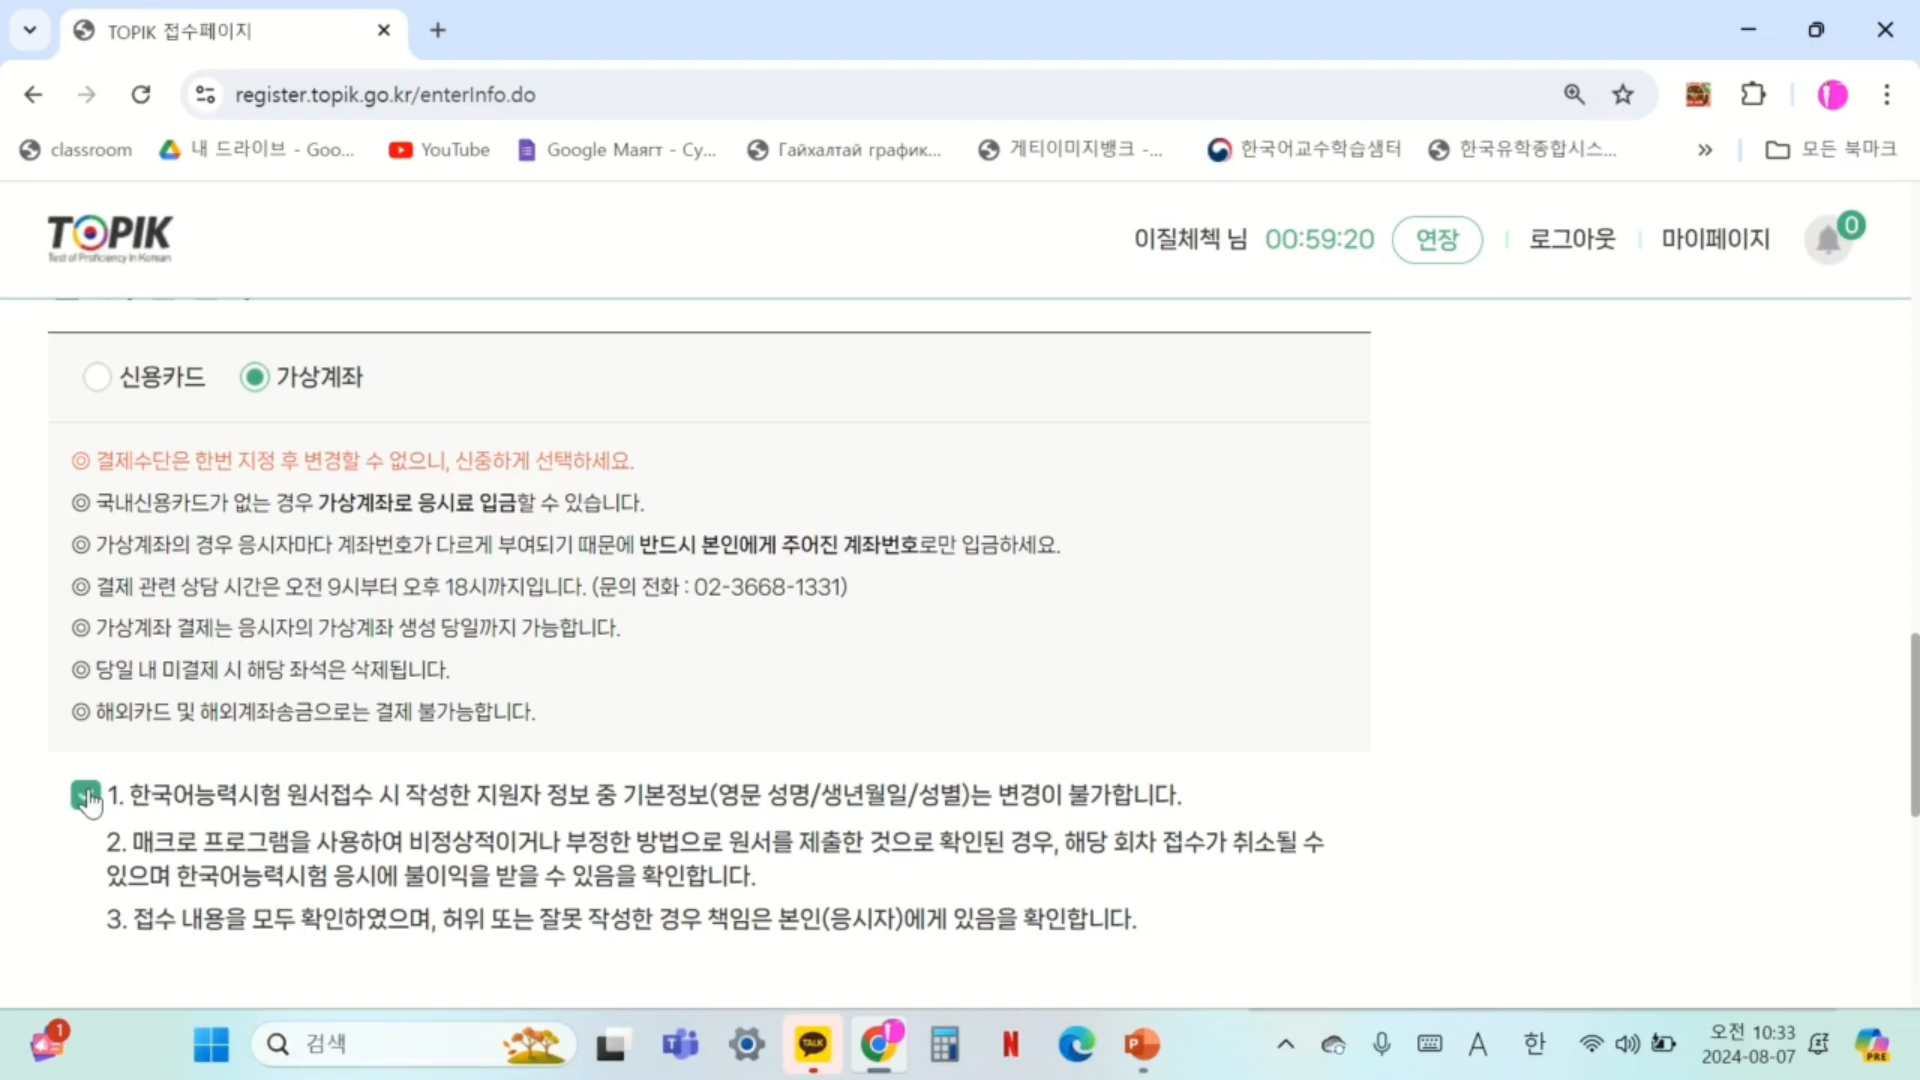 TOPIK 접수페이지
register.topik.go.kr/enterInfo.do
classroom
내 드라이브 - Goo...
YouTube
Google Маягт - Су...
Гайхалтай график...
게티이미지뱅크 -...
한국어교수학습샘터
한국유학종합시스...
모든 북마크
TOPIK
Test of Proficiency in Korean
이질체첵 님 00:59:20 연장 로그아웃 마이페이지 0
신용카드 가상계좌
◎ 결제수단은 한번 지정 후 변경할 수 없으니, 신중하게 선택하세요.
◎ 국내신용카드가 없는 경우 가상계좌로 응시료 입금할 수 있습니다.
◎ 가상계좌의 경우 응시자마다 계좌번호가 다르게 부여되기 때문에 반드시 본인에게 주어진 계좌번호로만 입금하세요.
◎ 결제 관련 상담 시간은 오전 9시부터 오후 18시까지입니다. (문의 전화 : 02-3668-1331)
◎ 가상계좌 결제는 응시자의 가상계좌 생성 당일까지 가능합니다.
◎ 당일 내 미결제 시 해당 좌석은 삭제됩니다.
◎ 해외카드 및 해외계좌송금으로는 결제 불가능합니다.
1. 한국어능력시험 원서접수 시 작성한 지원자 정보 중 기본정보(영문 성명/생년월일/성별)는 변경이 불가합니다.
2. 매크로 프로그램을 사용하여 비정상적이거나 부정한 방법으로 원서를 제출한 것으로 확인된 경우, 해당 회차 접수가 취소될 수
있으며 한국어능력시험 응시에 불이익을 받을 수 있음을 확인합니다.
3. 접수 내용을 모두 확인하였으며, 허위 또는 잘못 작성한 경우 책임은 본인(응시자)에게 있음을 확인합니다.
1
검색
TALK
N
P
A
한
오전 10:33
2024-08-07
PRE